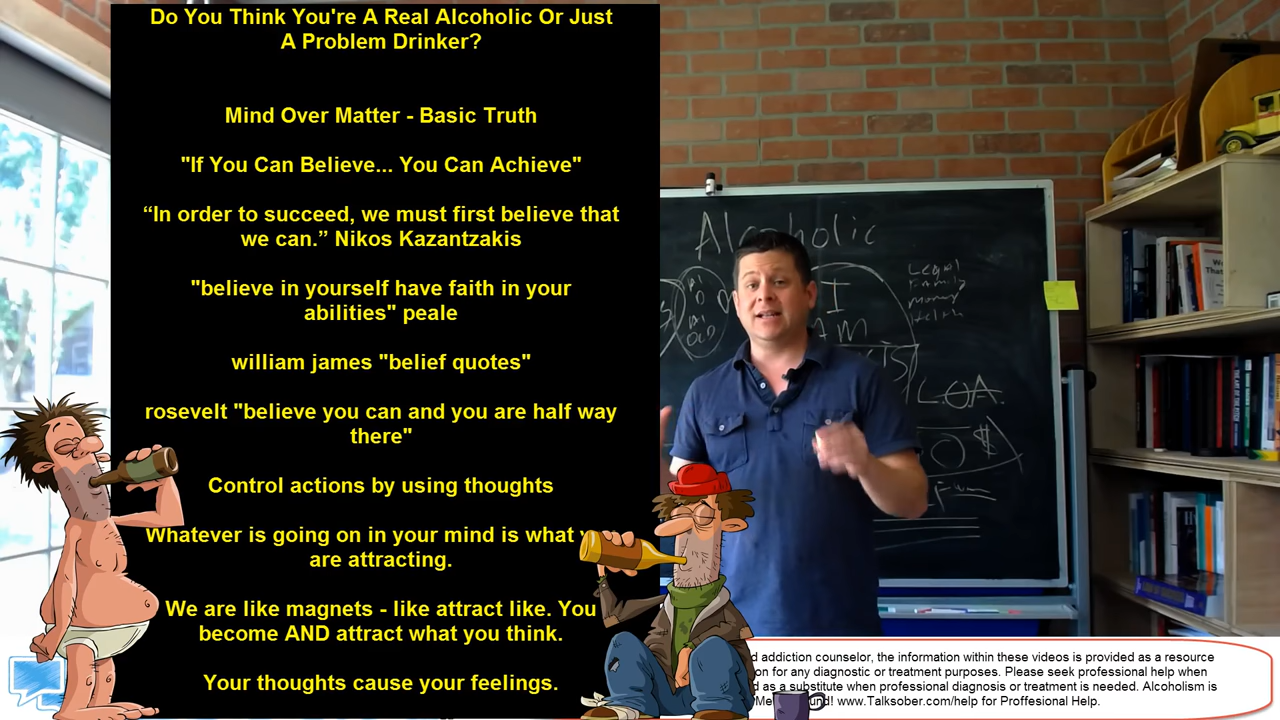 Do You Think You're A Real Alcoholic Or Just
A Problem Drinker?
Mind Over Matter - Basic Truth
"If You Can Believe... You Can Achieve"
“In order to succeed, we must first believe that
we can.” Nikos Kazantzakis
"believe in yourself have faith in your
abilities" peale
william james "belief quotes"
rosevelt "believe you can and you are half way
there"
Control actions by using thoughts
Whatever is going on in your mind is what
are attracting.
We are like magnets - like attract like. You
become AND attract what you think.
Your thoughts cause your feelings.
Alcoholic
I
Legal
Family
money
Health
LOA
$
addiction counselor, the information within these videos is provided as a resource
for any diagnostic or treatment purposes. Please seek professional help when
as a substitute when professional diagnosis or treatment is needed. Alcoholism is
www.Talksober.com/help for Proffesional Help.